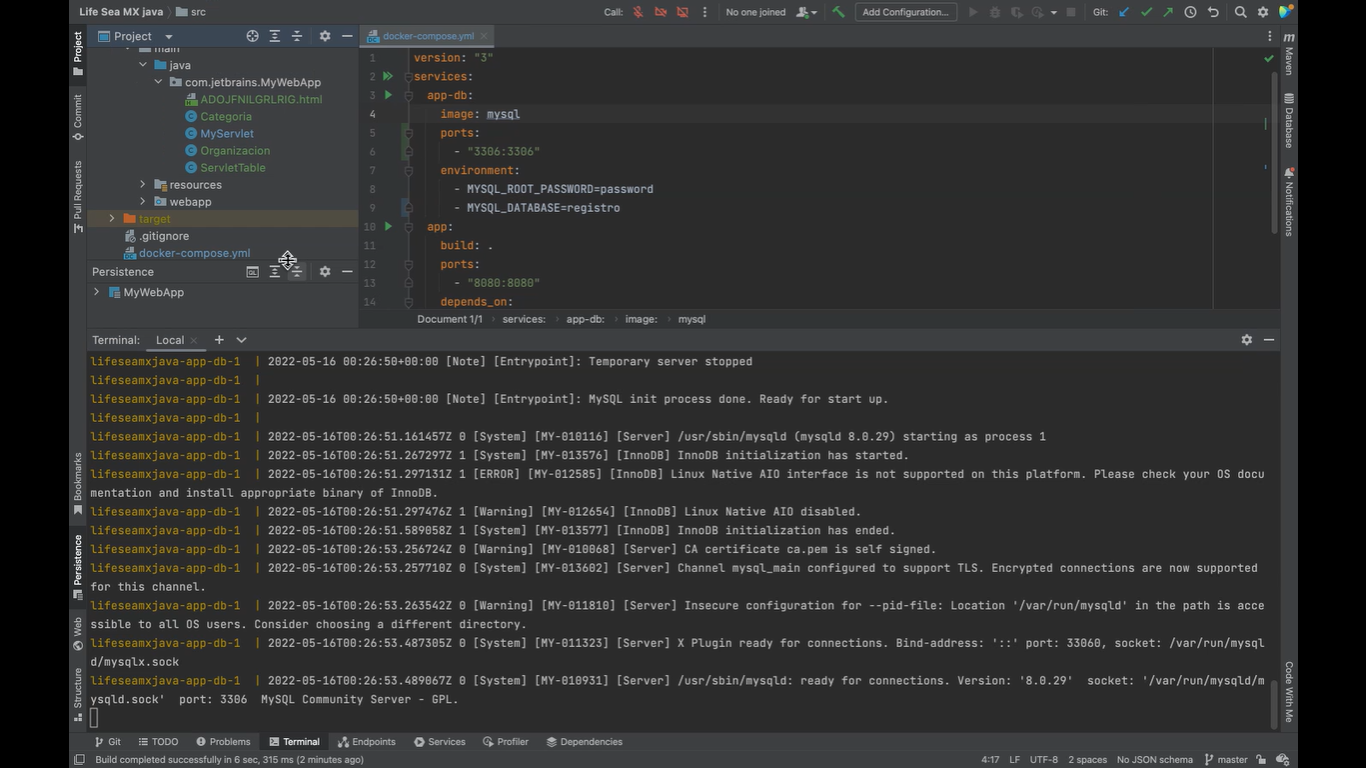 Life Sea MX java
src
Call:
No one joined
Add Configuration...
Git:
Project
docker-compose.yml
main
java
com.jetbrains.MyWebApp
ADOJFNILGRLRIG.html
Categoria
MyServlet
Organizacion
ServletTable
resources
webapp
target
.gitignore
docker-compose.yml
Persistence
MyWebApp
1 version: "3"
2 services:
3 app-db:
4 image: mysql
5 ports:
6 - "3306:3306"
7 environment:
8 - MYSQL_ROOT_PASSWORD=password
9 - MYSQL_DATABASE=registro
10 app:
11 build: .
12 ports:
13 - "8080:8080"
14 depends_on:
Document 1/1 services: app-db: image: mysql
Project
Commit
Pull Requests
Bookmarks
Persistence
Web
Structure
Maven
Database
Notifications
Code With Me
Terminal: Local
lifeseamxjava-app-db-1 | 2022-05-16 00:26:50+00:00 [Note] [Entrypoint]: Temporary server stopped
lifeseamxjava-app-db-1 |
lifeseamxjava-app-db-1 | 2022-05-16 00:26:50+00:00 [Note] [Entrypoint]: MySQL init process done. Ready for start up.
lifeseamxjava-app-db-1 |
lifeseamxjava-app-db-1 | 2022-05-16T00:26:51.161457Z 0 [System] [MY-010116] [Server] /usr/sbin/mysqld (mysqld 8.0.29) starting as process 1
lifeseamxjava-app-db-1 | 2022-05-16T00:26:51.267297Z 1 [System] [MY-013576] [InnoDB] InnoDB initialization has started.
lifeseamxjava-app-db-1 | 2022-05-16T00:26:51.297131Z 1 [ERROR] [MY-012585] [InnoDB] Linux Native AIO interface is not supported on this platform. Please check your OS docu
mentation and install appropriate binary of InnoDB.
lifeseamxjava-app-db-1 | 2022-05-16T00:26:51.297476Z 1 [Warning] [MY-012654] [InnoDB] Linux Native AIO disabled.
lifeseamxjava-app-db-1 | 2022-05-16T00:26:51.589058Z 1 [System] [MY-013577] [InnoDB] InnoDB initialization has ended.
lifeseamxjava-app-db-1 | 2022-05-16T00:26:53.256724Z 0 [Warning] [MY-010068] [Server] CA certificate ca.pem is self signed.
lifeseamxjava-app-db-1 | 2022-05-16T00:26:53.257710Z 0 [System] [MY-013602] [Server] Channel mysql_main configured to support TLS. Encrypted connections are now supported
for this channel.
lifeseamxjava-app-db-1 | 2022-05-16T00:26:53.263542Z 0 [Warning] [MY-011810] [Server] Insecure configuration for --pid-file: Location '/var/run/mysqld' in the path is acce
ssible to all OS users. Consider choosing a different directory.
lifeseamxjava-app-db-1 | 2022-05-16T00:26:53.487305Z 0 [System] [MY-011323] [Server] X Plugin ready for connections. Bind-address: '::' port: 33060, socket: /var/run/mysql
d/mysqlx.sock
lifeseamxjava-app-db-1 | 2022-05-16T00:26:53.489067Z 0 [System] [MY-010931] [Server] /usr/sbin/mysqld: ready for connections. Version: '8.0.29' socket: '/var/run/mysqld/m
ysqld.sock' port: 3306 MySQL Community Server - GPL.
Git TODO Problems Terminal Endpoints Services Profiler Dependencies
Build completed successfully in 6 sec, 315 ms (2 minutes ago)
4:17 LF UTF-8 2 spaces No JSON schema master